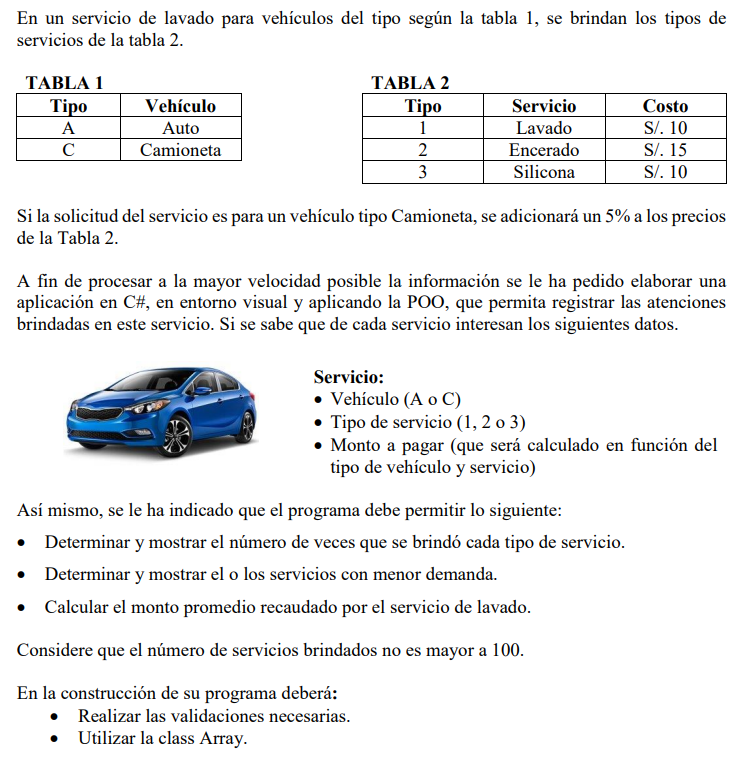 En un servicio de lavado para vehículos del tipo según la tabla 1, se brindan los tipos de
servicios de la tabla 2.
TABLA 1
Tipo Vehículo
A Auto
C Camioneta
TABLA 2
Tipo Servicio Costo
1 Lavado S/. 10
2 Encerado S/. 15
3 Silicona S/. 10
Si la solicitud del servicio es para un vehículo tipo Camioneta, se adicionará un 5% a los precios
de la Tabla 2.
A fin de procesar a la mayor velocidad posible la información se le ha pedido elaborar una
aplicación en C#, en entorno visual y aplicando la POO, que permita registrar las atenciones
brindadas en este servicio. Si se sabe que de cada servicio interesan los siguientes datos.
Servicio:
• Vehículo (A o C)
• Tipo de servicio (1, 2 o 3)
• Monto a pagar (que será calculado en función del
tipo de vehículo y servicio)
Así mismo, se le ha indicado que el programa debe permitir lo siguiente:
• Determinar y mostrar el número de veces que se brindó cada tipo de servicio.
• Determinar y mostrar el o los servicios con menor demanda.
• Calcular el monto promedio recaudado por el servicio de lavado.
Considere que el número de servicios brindados no es mayor a 100.
En la construcción de su programa deberá:
• Realizar las validaciones necesarias.
• Utilizar la class Array.